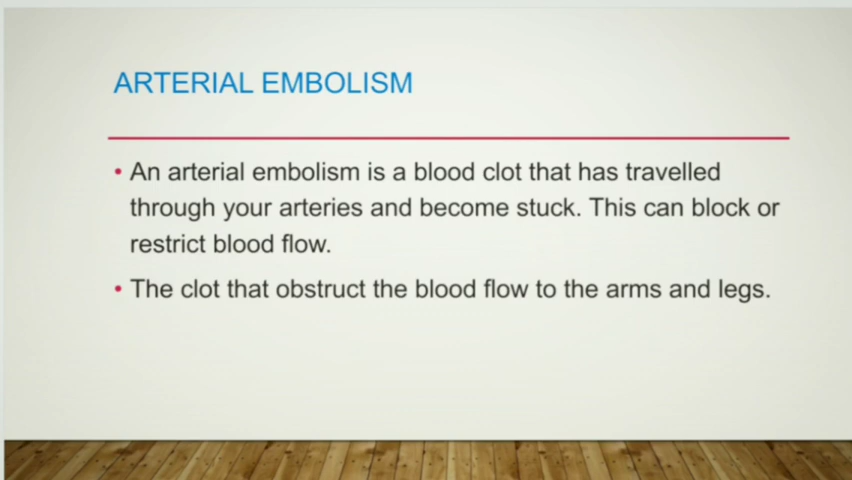 ARTERIAL EMBOLISM
• An arterial embolism is a blood clot that has travelled
through your arteries and become stuck. This can block or
restrict blood flow.
• The clot that obstruct the blood flow to the arms and legs.